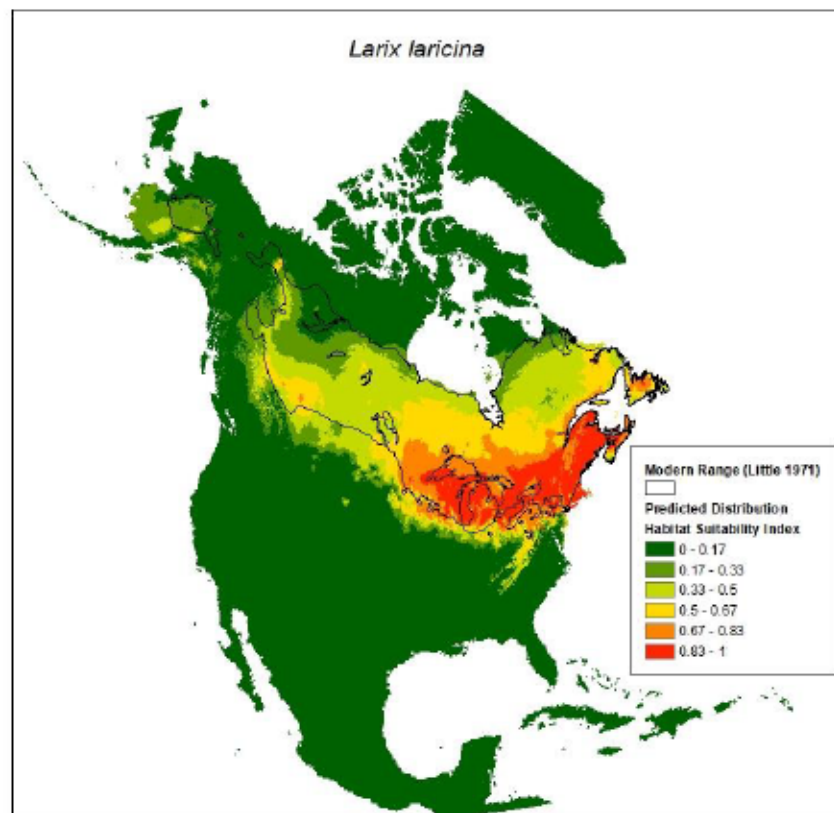 Larix laricina
Modern Range (Little 1971)
Predicted Distribution
Habitat Suitability Index
0 - 0.17
0.17 - 0.33
0.33 - 0.5
0.5 - 0.67
0.67 - 0.83
0.83 - 1